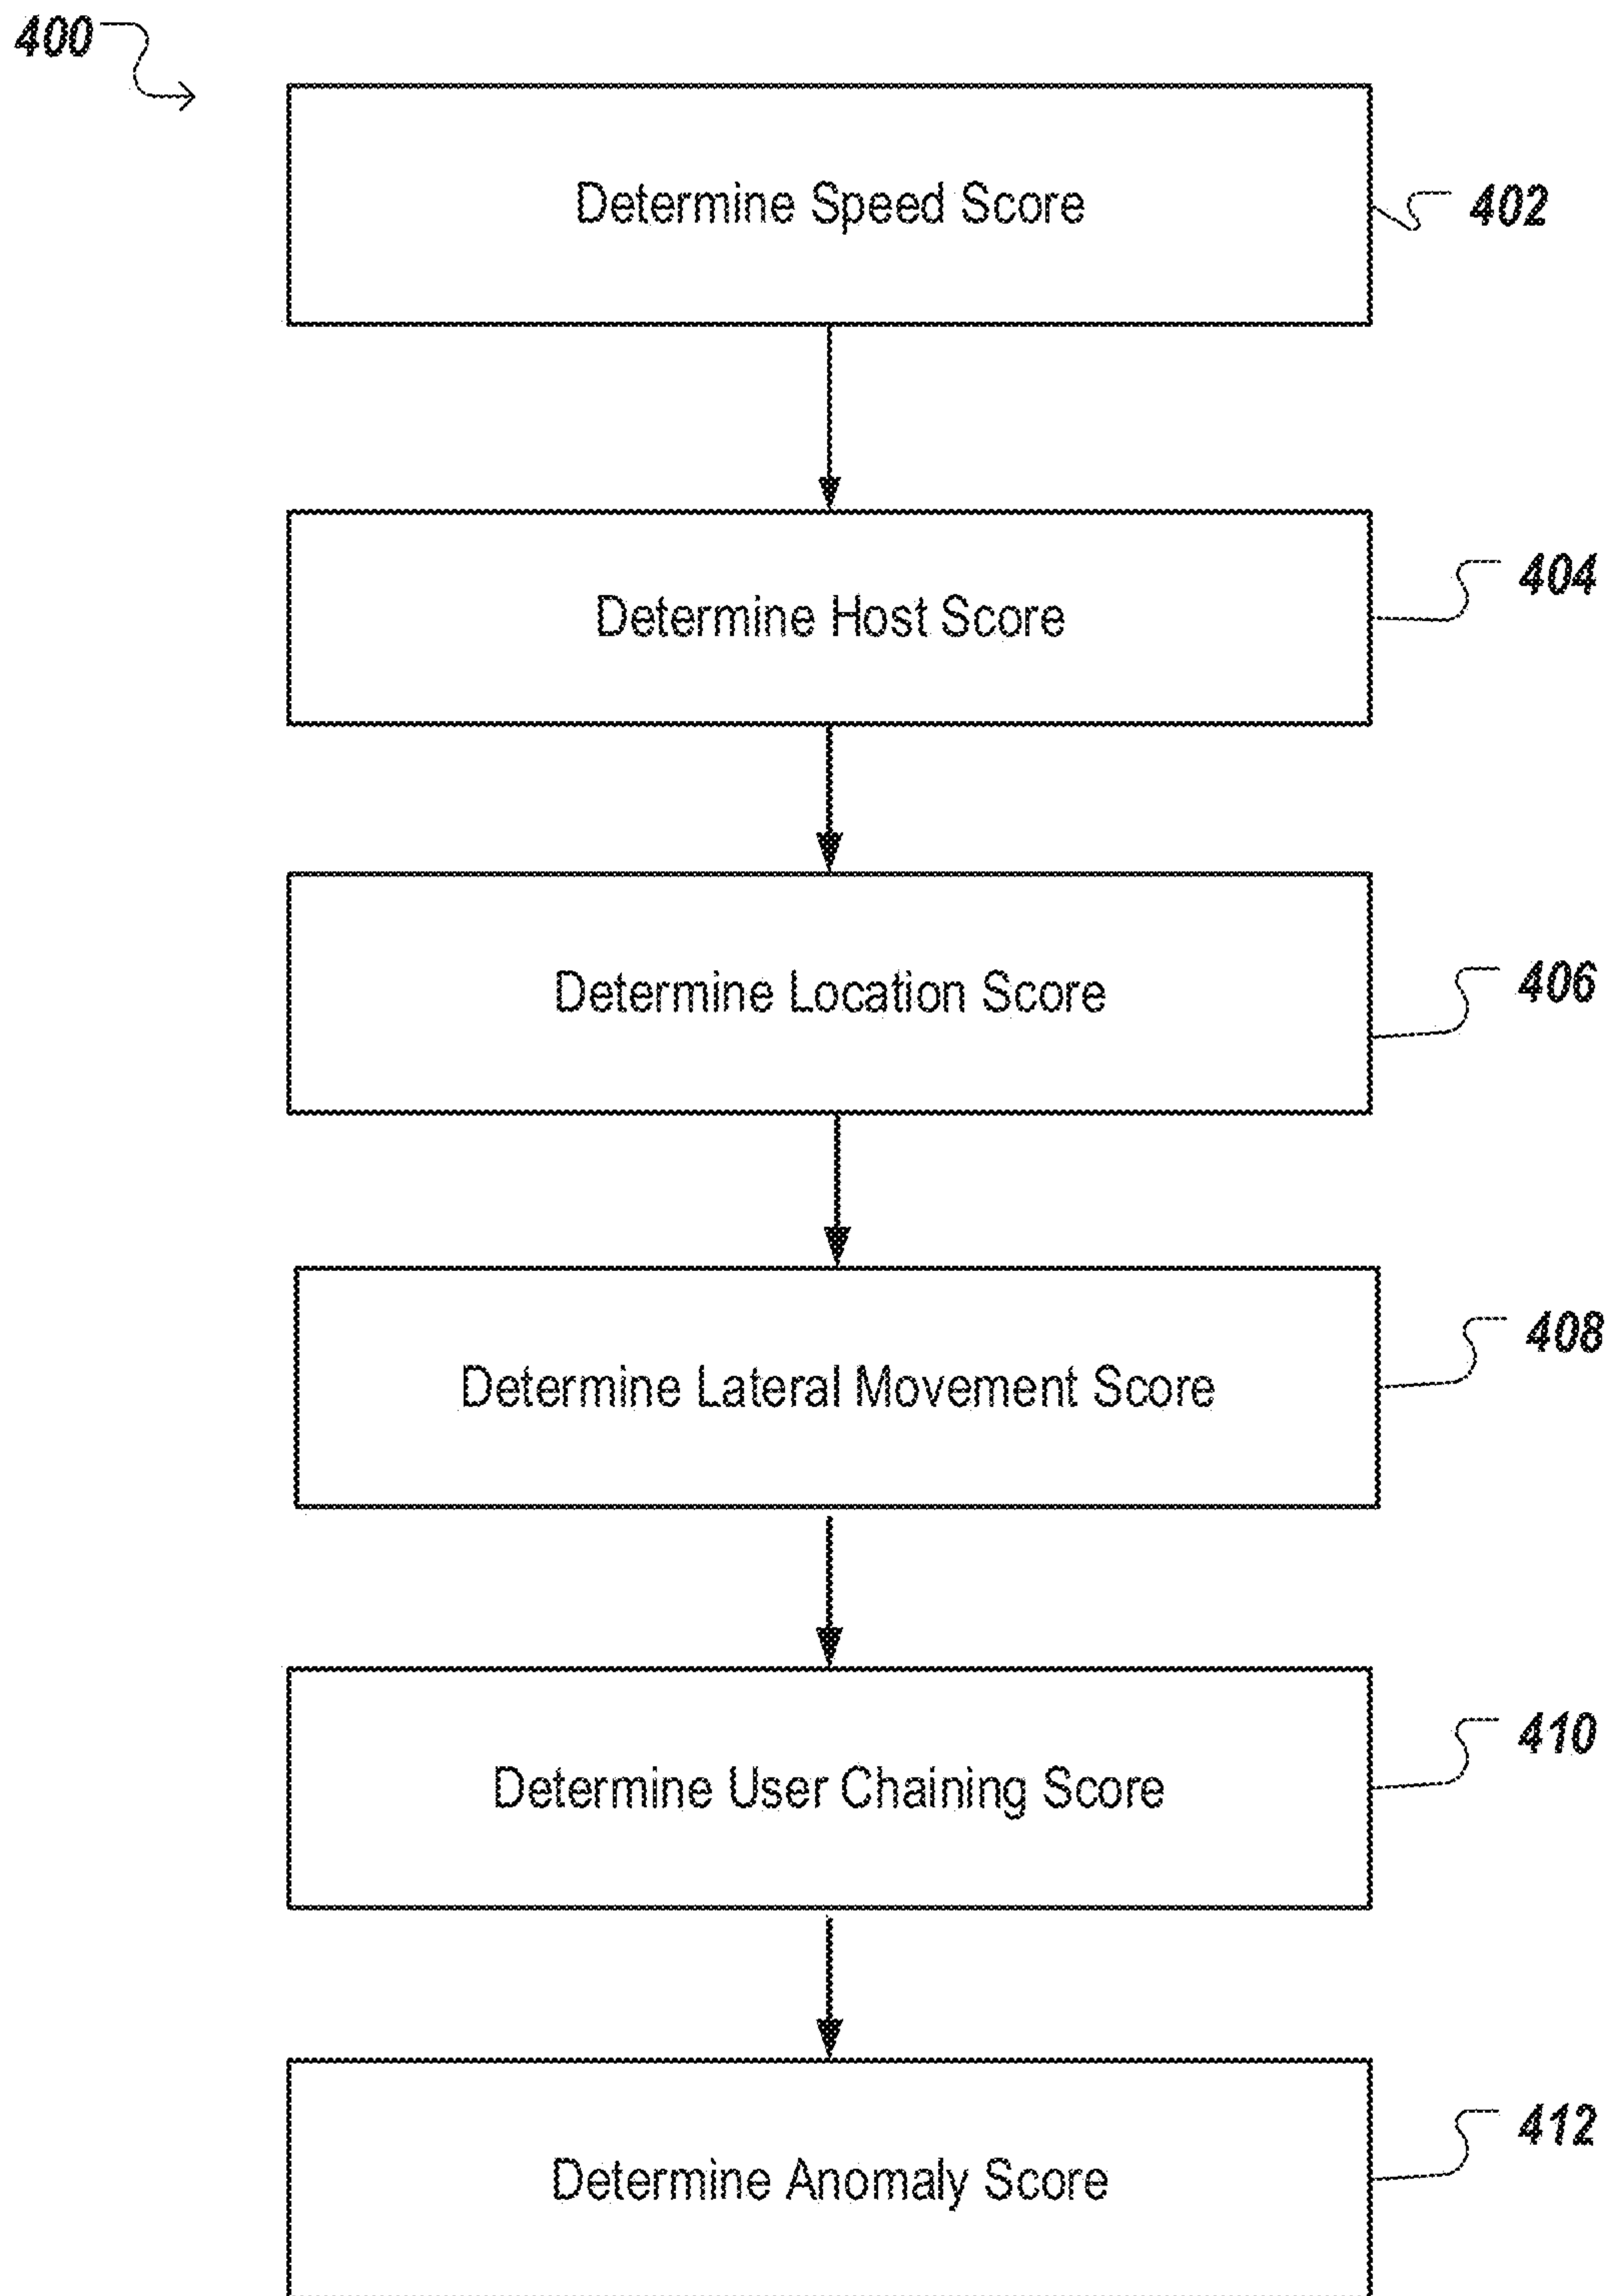 400
Determine Speed Score
402
Determine Host Score
404
Determine Location Score
406
Determine Lateral Movement Score
408
Determine User Chaining Score
410
Determine Anomaly Score
412